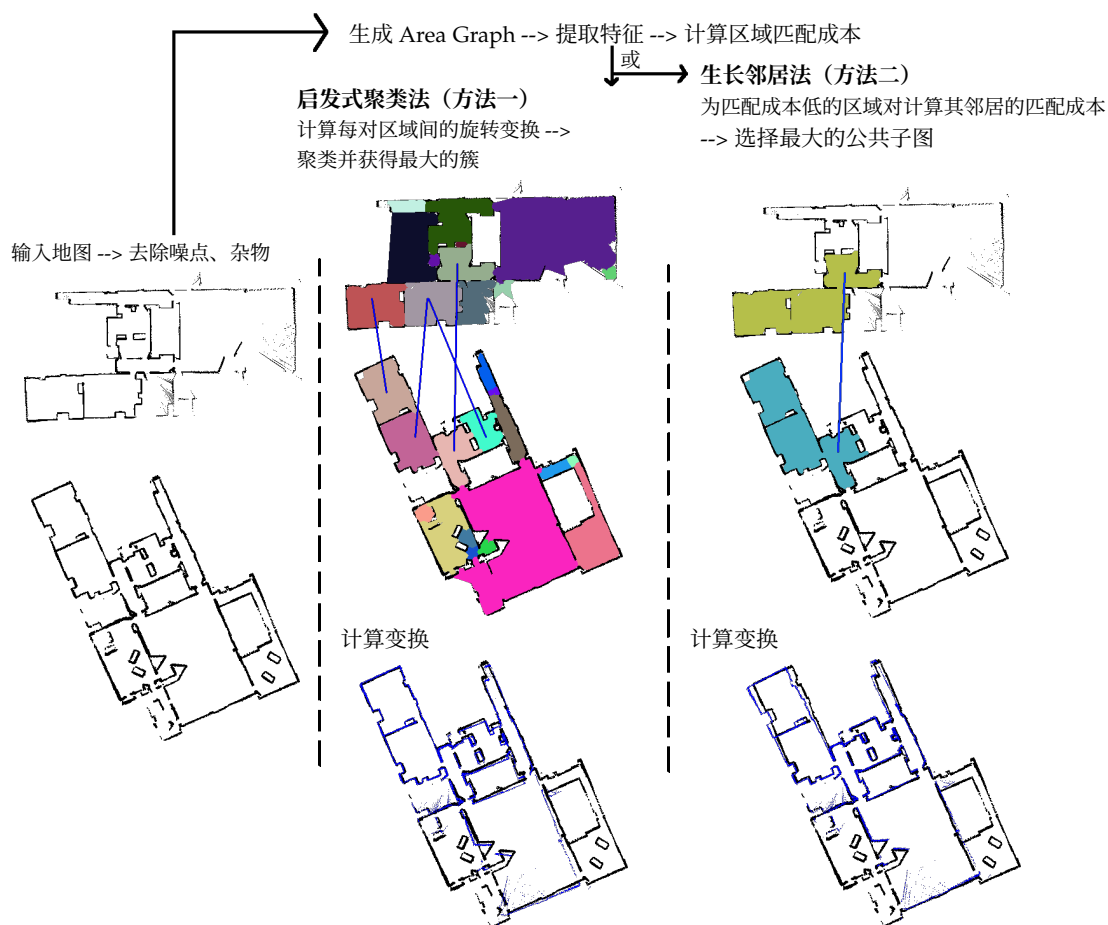 生成 Area Graph --> 提取特征 --> 计算区域匹配成本
或
生长邻居法（方法二）
为匹配成本低的区域对计算其邻居的匹配成本
--> 选择最大的公共子图
启发式聚类法（方法一）
计算每对区域间的旋转变换 -->
聚类并获得最大的簇
输入地图 --> 去除噪点、杂物
计算变换
计算变换